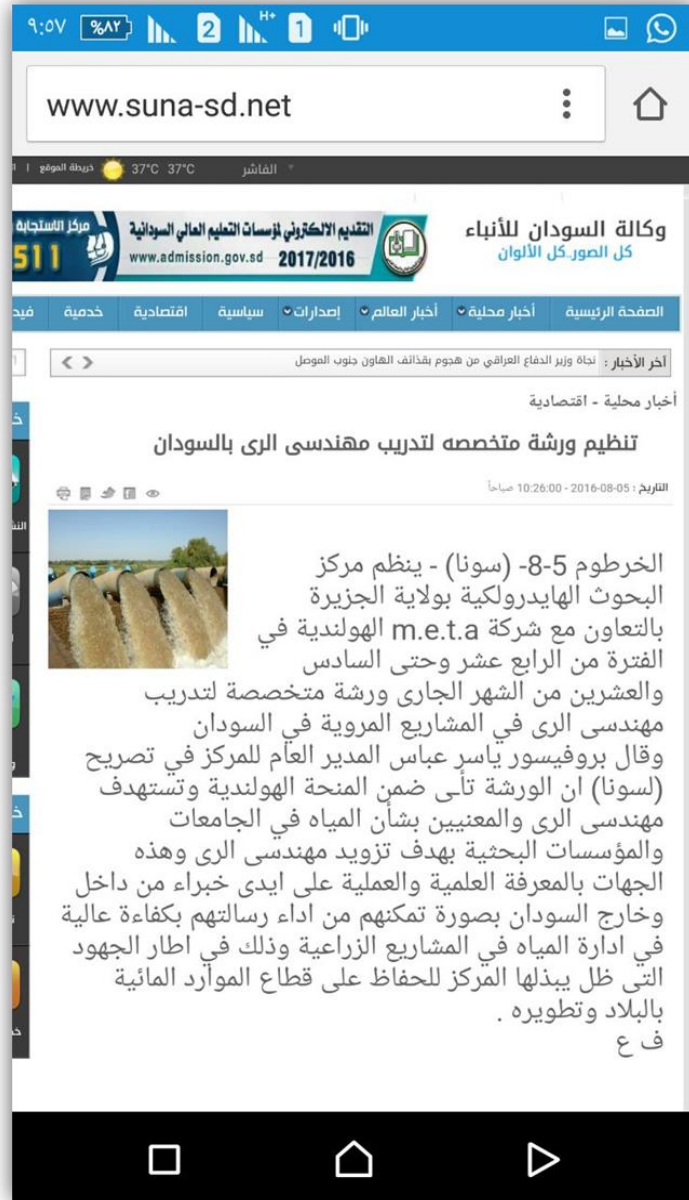 ٩:٥٧ %٨٢ 2 H+ 1
www.suna-sd.net
الفاشر 37°C 37°C خريطة الموقع
وكالة السودان للأنباء
كل الصور..كل الألوان
التقديم الالكتروني لمؤسسات التعليم العالي السودانية
www.admission.gov.sd 2017/2016
مركز الاستجابة
511
الصفحة الرئيسية أخبار محلية أخبار العالم إصدارات سياسية اقتصادية خدمية
آخر الأخبار : نجاة وزير الدفاع العراقي من هجوم بقذائف الهاون جنوب الموصل
أخبار محلية - اقتصادية
تنظيم ورشة متخصصه لتدريب مهندسى الرى بالسودان
التاريخ : 05-08-2016 - 10:26:00 صباحاً
الخرطوم 5-8- (سونا) - ينظم مركز
البحوث الهايدرولكية بولاية الجزيرة
بالتعاون مع شركة m.e.t.a الهولندية في
الفترة من الرابع عشر وحتى السادس
والعشرين من الشهر الجارى ورشة متخصصة لتدريب
مهندسى الرى في المشاريع المروية في السودان
وقال بروفيسور ياسر عباس المدير العام للمركز في تصريح
(لسونا) ان الورشة تأتى ضمن المنحة الهولندية وتستهدف
مهندسى الرى والمعنيين بشأن المياه في الجامعات
والمؤسسات البحثية بهدف تزويد مهندسى الرى وهذه
الجهات بالمعرفة العلمية والعملية على ايدى خبراء من داخل
وخارج السودان بصورة تمكنهم من اداء رسالتهم بكفاءة عالية
في ادارة المياه في المشاريع الزراعية وذلك في اطار الجهود
التى ظل يبذلها المركز للحفاظ على قطاع الموارد المائية
بالبلاد وتطويره .
ف ع